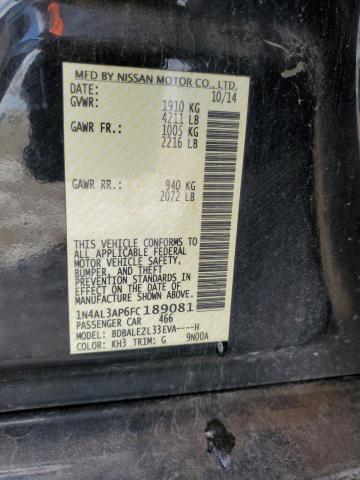 MFD BY NISSAN MOTOR CO., LTD.
DATE: 10/14
GVWR: 1910 KG
4211 LB
GAWR FR.: 1005 KG
2216 LB
GAWR RR.: 940 KG
2072 LB
THIS VEHICLE CONFORMS TO
ALL APPLICABLE FEDERAL
MOTOR VEHICLE SAFETY,
BUMPER, AND THEFT
PREVENTION STANDARDS IN
EFFECT ON THE DATE OF
MANUFACTURE SHOWN ABOVE.
1N4AL3AP6FC189081
PASSENGER CAR 466
MODEL: BDBALEZL33EVA----H
COLOR: KH3 TRIM: G 9N00A